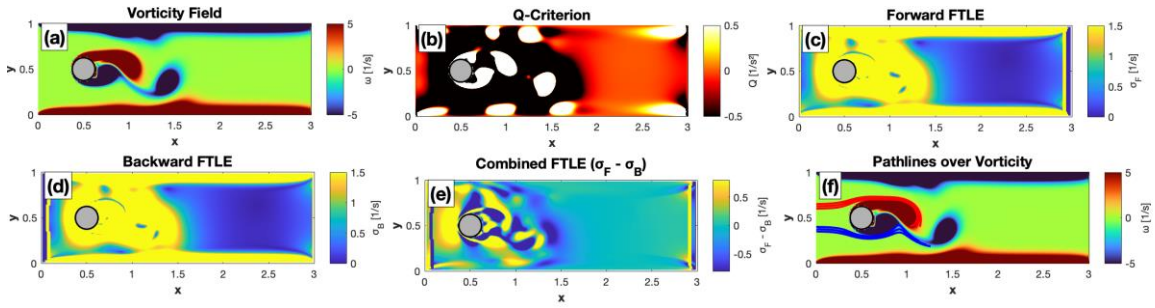 Vorticity Field
(a)
5
0
-5
ω [1/s]
1
0.5
0
y
0 0.5 1 1.5 2 2.5 3
x
Q-Criterion
(b)
0.5
0
-0.5
Q [1/s²]
1
0.5
0
y
0 0.5 1 1.5 2 2.5 3
x
Forward FTLE
(c)
1.5
1
0.5
0
σF [1/s]
1
0.5
0
y
0 0.5 1 1.5 2 2.5 3
x
Backward FTLE
(d)
1.5
1
0.5
0
σB [1/s]
1
0.5
0
y
0 0.5 1 1.5 2 2.5 3
x
Combined FTLE (σF - σB)
(e)
0.5
0
-0.5
σF - σB [1/s]
1
0.5
0
y
0 0.5 1 1.5 2 2.5 3
x
Pathlines over Vorticity
(f)
5
0
-5
ω [1/s]
1
0.5
0
y
0 0.5 1 1.5 2 2.5 3
x